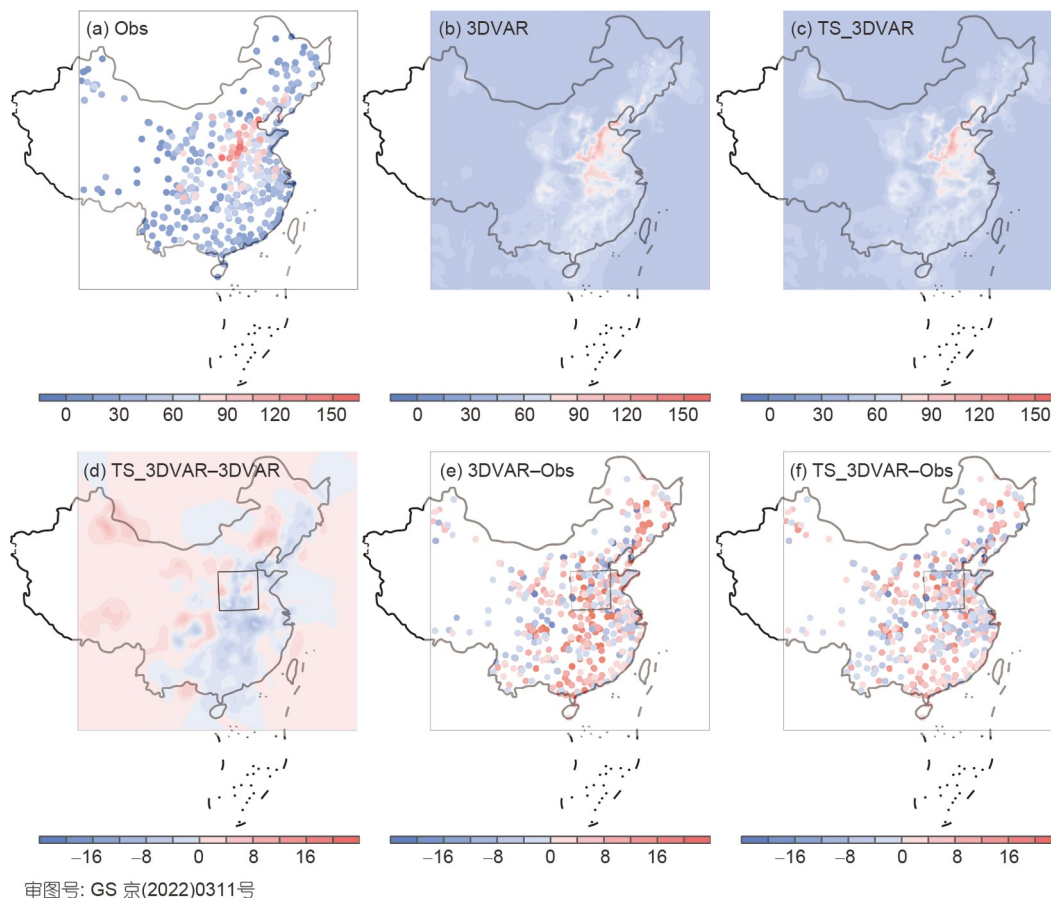 (a) Obs
(b) 3DVAR
(c) TS_3DVAR
0 30 60 90 120 150
0 30 60 90 120 150
0 30 60 90 120 150
(d) TS_3DVAR–3DVAR
(e) 3DVAR–Obs
(f) TS_3DVAR–Obs
−16 −8 0 8 16
−16 −8 0 8 16
−16 −8 0 8 16
审图号: GS 京(2022)0311号